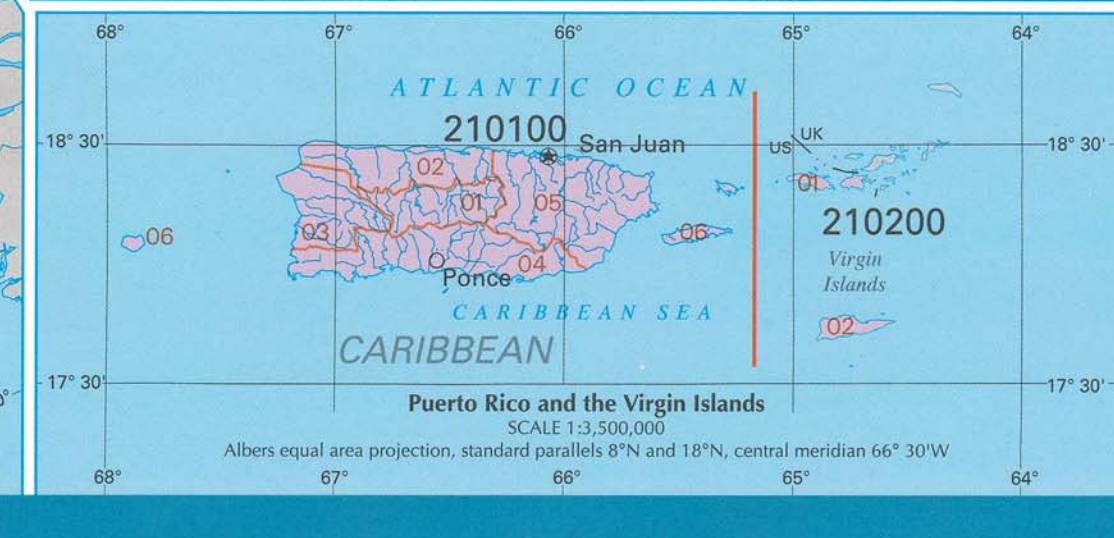 68° 67° 66° 65° 64°
ATLANTIC OCEAN
210100
San Juan
18° 30' 18° 30'
UK
US
02
01
01
05
210200
03
06
06
04
Virgin
Islands
Ponce
CARIBBEAN SEA
02
CARIBBEAN
17° 30' 17° 30'
Puerto Rico and the Virgin Islands
SCALE 1:3,500,000
Albers equal area projection, standard parallels 8°N and 18°N, central meridian 66° 30'W
68° 67° 66° 65° 64°